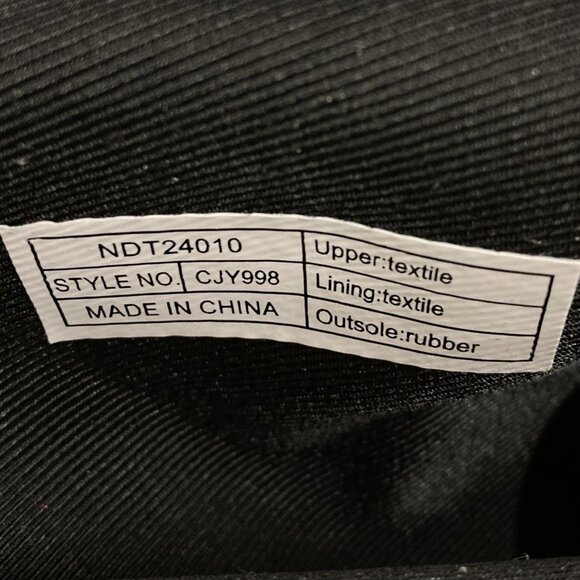 NDT24010
STYLE NO. CJY998
MADE IN CHINA
Upper:textile
Lining:textile
Outsole:rubber